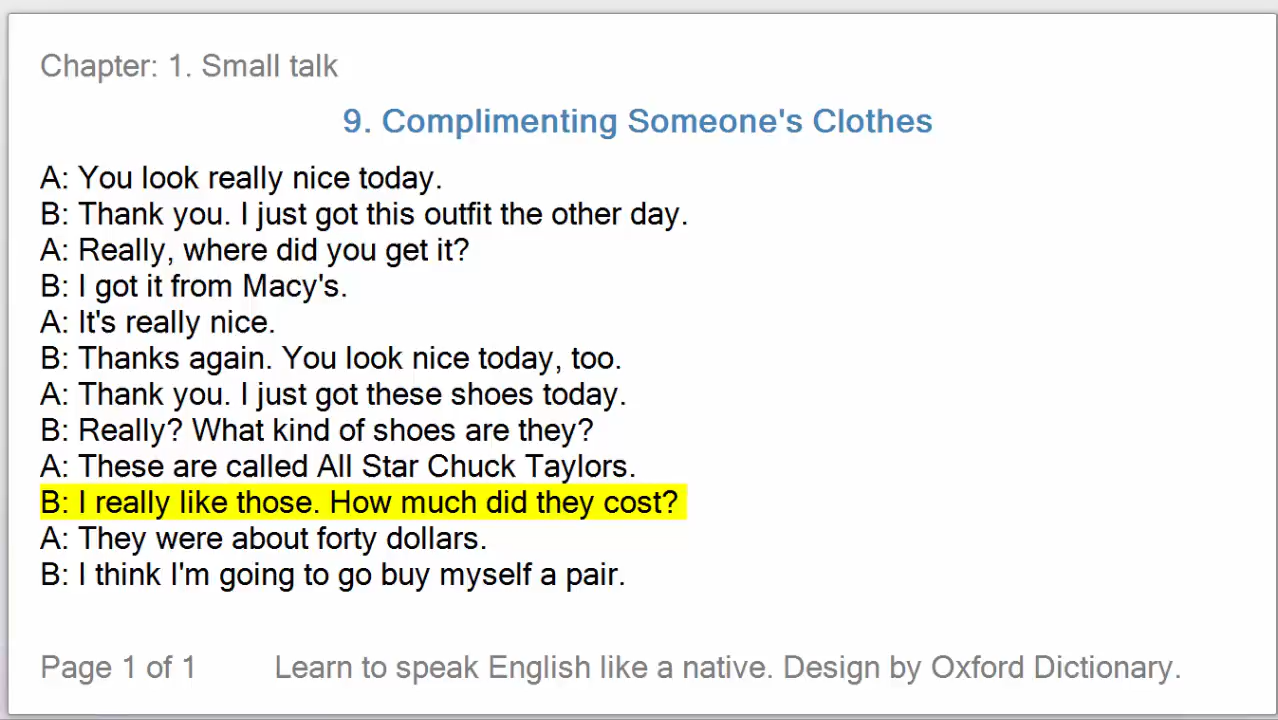 Chapter: 1. Small talk
9. Complimenting Someone's Clothes
A: You look really nice today.
B: Thank you. I just got this outfit the other day.
A: Really, where did you get it?
B: I got it from Macy's.
A: It's really nice.
B: Thanks again. You look nice today, too.
A: Thank you. I just got these shoes today.
B: Really? What kind of shoes are they?
A: These are called All Star Chuck Taylors.
B: I really like those. How much did they cost?
A: They were about forty dollars.
B: I think I'm going to go buy myself a pair.
Page 1 of 1 Learn to speak English like a native. Design by Oxford Dictionary.